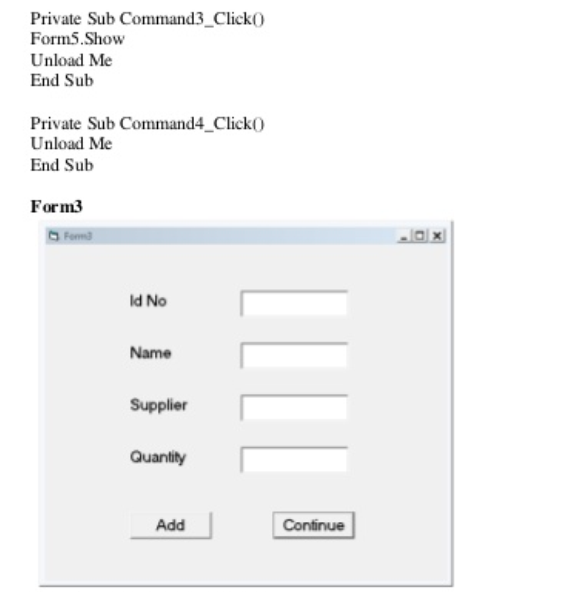 Private Sub Command3_Click()
Form5.Show
Unload Me
End Sub
Private Sub Command4_Click()
Unload Me
End Sub
Form3
Form3
Id No
Name
Supplier
Quantity
Add Continue